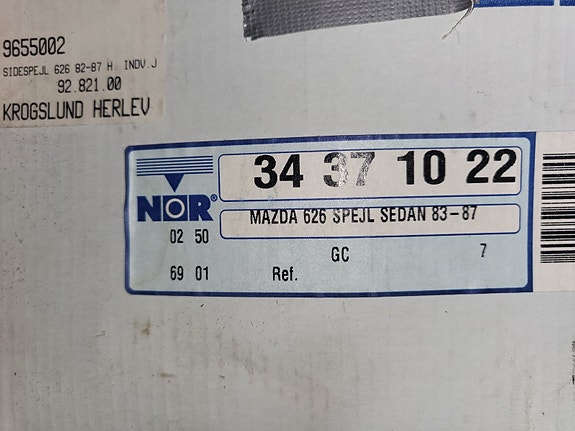 9655002
SIDESPEJL 626 82-87 H. INDV.J
92.821.00
KROGSLUND HERLEV
34 37 10 22
NOR®
MAZDA 626 SPEJL SEDAN 83-87
02 50
GC 7
69 01 Ref.